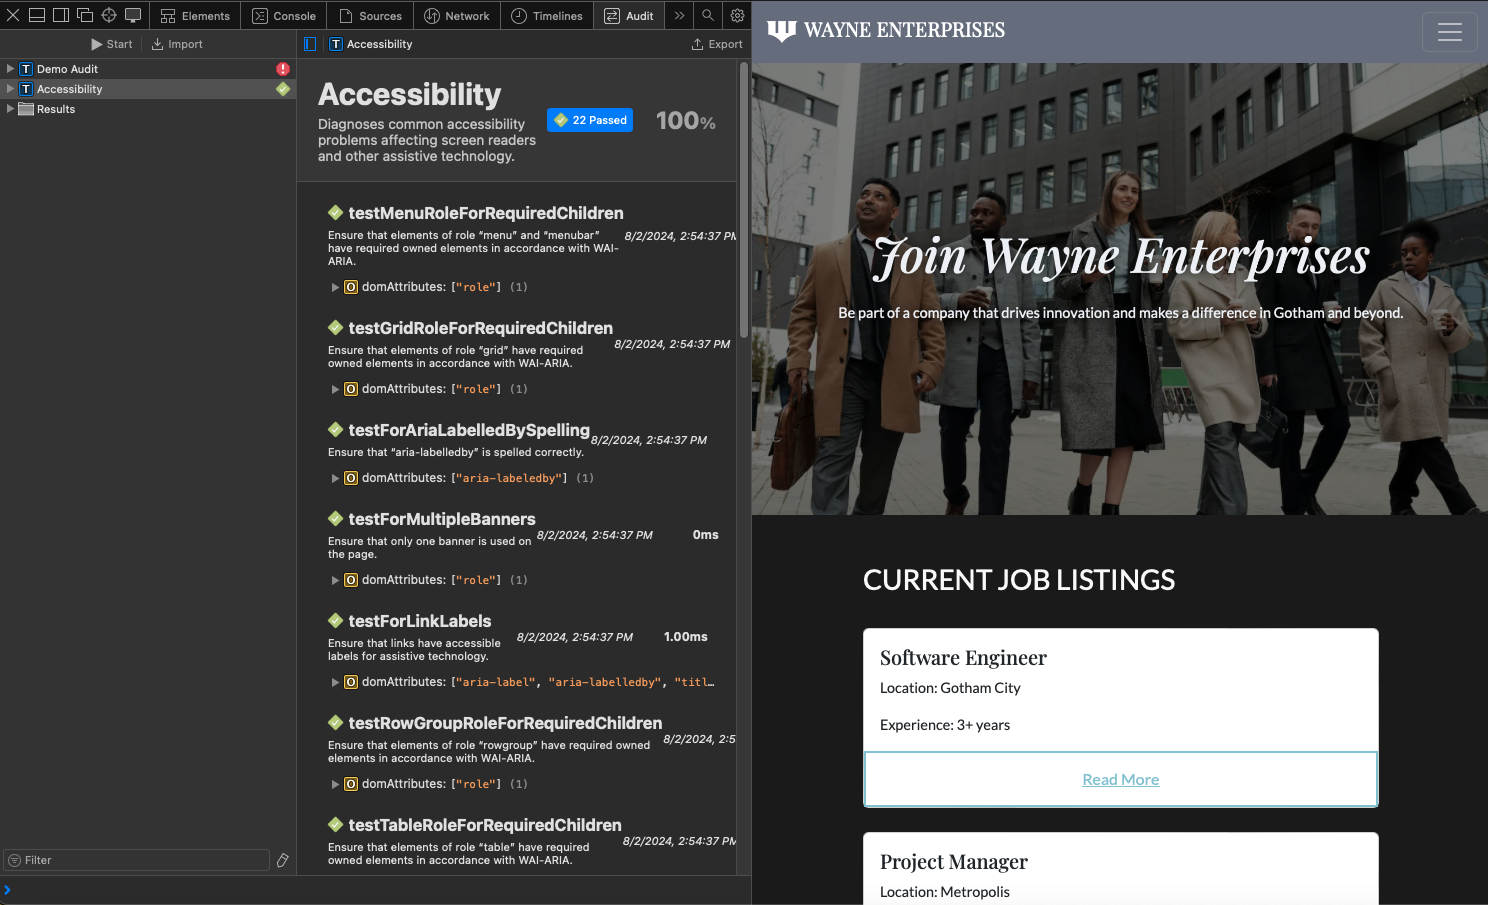 Elements
Console
Sources
Network
Timelines
Audit
Start
Import
T Accessibility
Export
T Demo Audit
T Accessibility
Results
Accessibility
Diagnoses common accessibility
problems affecting screen readers
and other assistive technology.
22 Passed
100%
testMenuRoleForRequiredChildren
Ensure that elements of role “menu” and “menubar”
have required owned elements in accordance with WAI-
ARIA.
8/2/2024, 2:54:37 PM
O domAttributes: ["role"] (1)
testGridRoleForRequiredChildren
Ensure that elements of role “grid” have required
owned elements in accordance with WAI-ARIA.
8/2/2024, 2:54:37 PM
O domAttributes: ["role"] (1)
testForAriaLabelledBySpelling
Ensure that “aria-labelledby” is spelled correctly.
8/2/2024, 2:54:37 PM
O domAttributes: ["aria-labeledby"] (1)
testForMultipleBanners
Ensure that only one banner is used on
the page.
8/2/2024, 2:54:37 PM
0ms
O domAttributes: ["role"] (1)
testForLinkLabels
Ensure that links have accessible
labels for assistive technology.
8/2/2024, 2:54:37 PM
1.00ms
O domAttributes: ["aria-label", "aria-labelledby", "titl…
testRowGroupRoleForRequiredChildren
Ensure that elements of role “rowgroup” have required owned
elements in accordance with WAI-ARIA.
8/2/2024, 2:5
O domAttributes: ["role"] (1)
testTableRoleForRequiredChildren
Ensure that elements of role “table” have required
owned elements in accordance with WAI-ARIA.
8/2/2024, 2:54:37 PM
Filter
WAYNE ENTERPRISES
Join Wayne Enterprises
Be part of a company that drives innovation and makes a difference in Gotham and beyond.
CURRENT JOB LISTINGS
Software Engineer
Location: Gotham City
Experience: 3+ years
Read More
Project Manager
Location: Metropolis